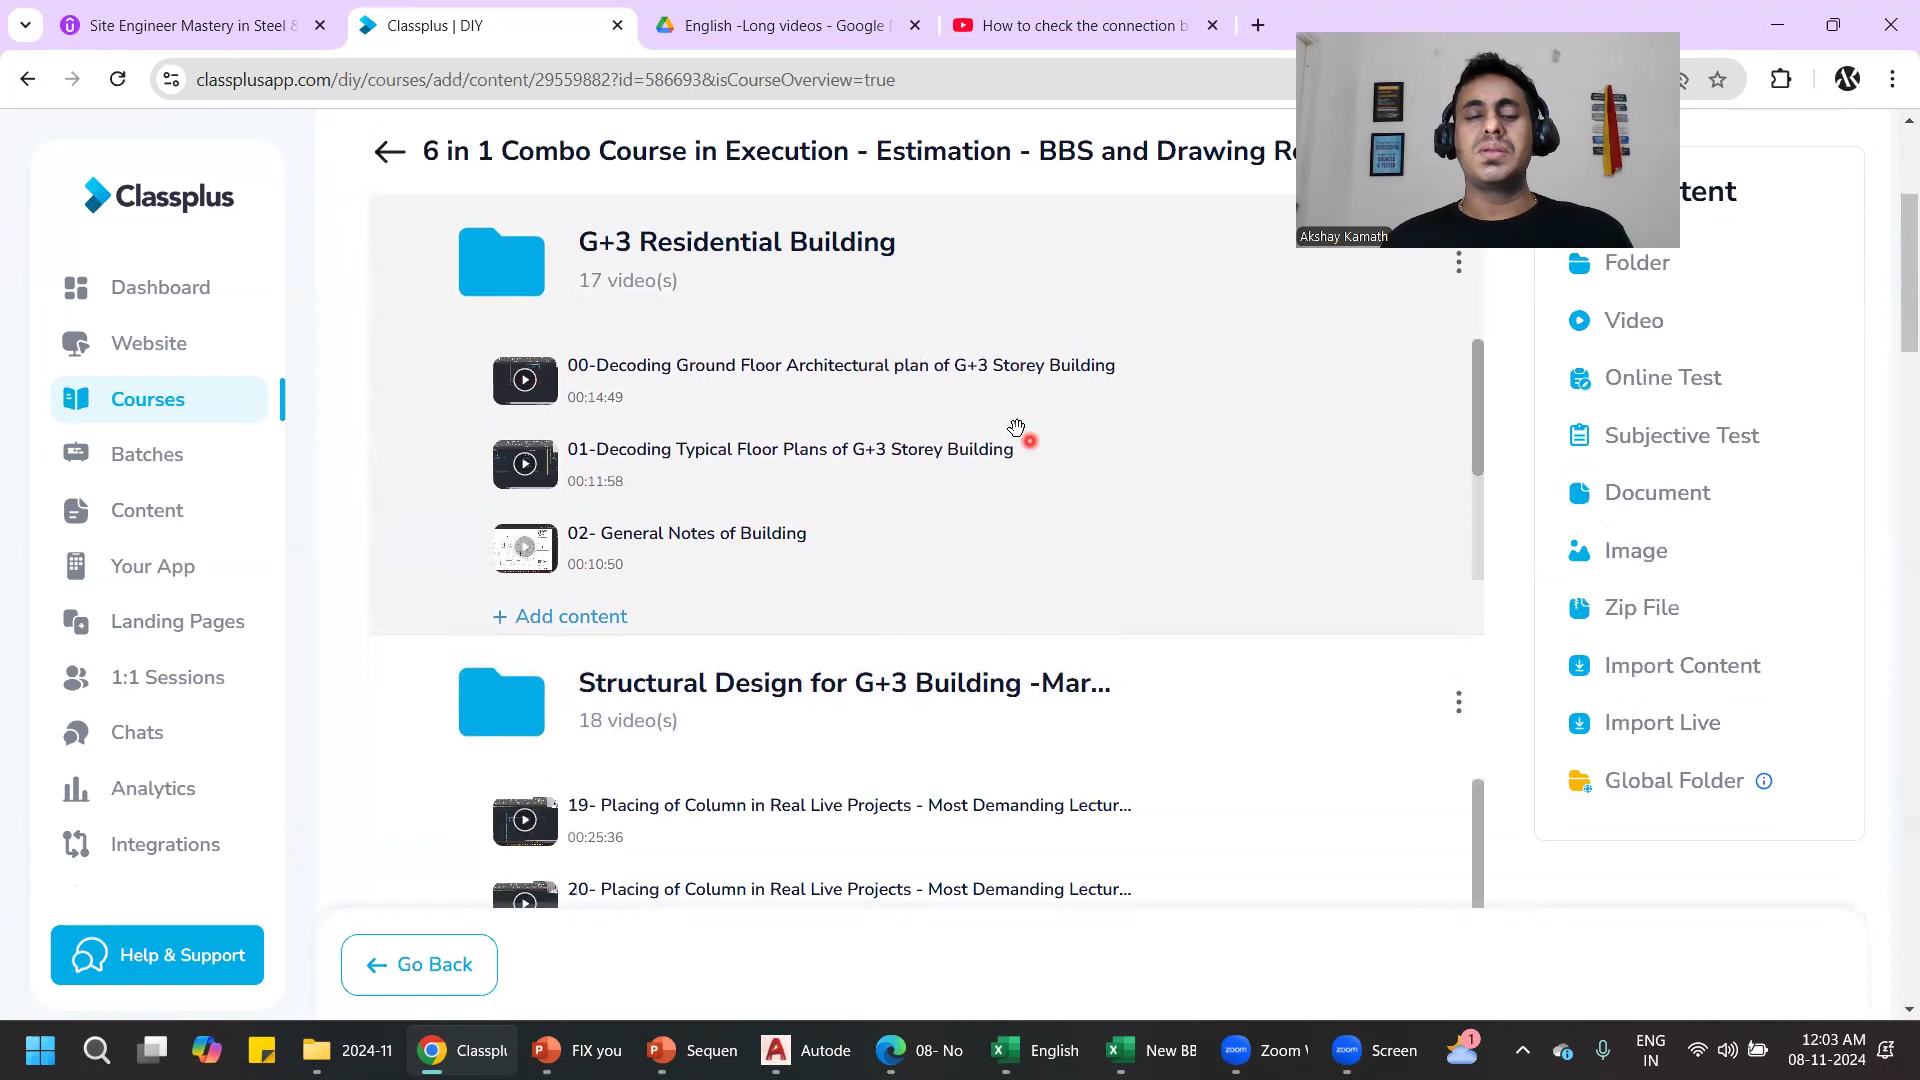 Site Engineer Mastery in Steel &
Classplus | DIY
English -Long videos - Google
How to check the connection b
classplusapp.com/diy/courses/add/content/29559882?id=586693&isCourseOverview=true
6 in 1 Combo Course in Execution - Estimation - BBS and Drawing
Akshay Kamath
Classplus
Dashboard
Website
Courses
Batches
Content
Your App
Landing Pages
1:1 Sessions
Chats
Analytics
Integrations
Help & Support
G+3 Residential Building
17 video(s)
00-Decoding Ground Floor Architectural plan of G+3 Storey Building
00:14:49
01-Decoding Typical Floor Plans of G+3 Storey Building
00:11:58
02- General Notes of Building
00:10:50
+ Add content
Structural Design for G+3 Building -Mar...
18 video(s)
19- Placing of Column in Real Live Projects - Most Demanding Lectur...
00:25:36
20- Placing of Column in Real Live Projects - Most Demanding Lectur...
Go Back
tent
Folder
Video
Online Test
Subjective Test
Document
Image
Zip File
Import Content
Import Live
Global Folder
2024-11
Classplu
FIX you
Sequen
Autode
08- No
English
New BE
Zoom
Screen
1
ENG
IN
12:03 AM
08-11-2024